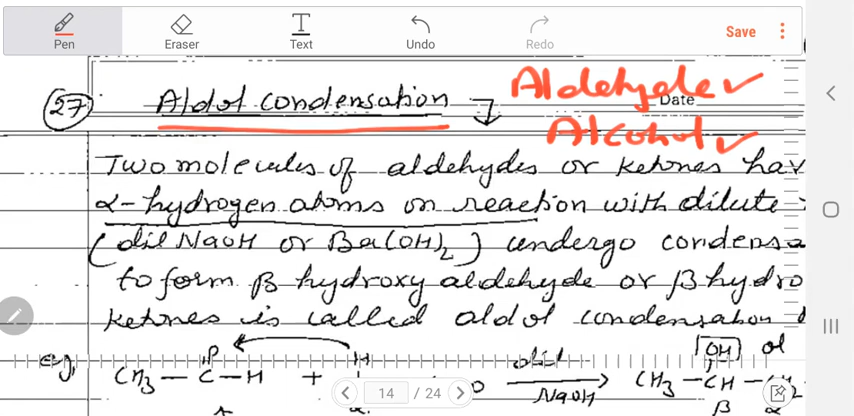 Pen
Eraser
Text
Undo
Redo
Save
27
Aldol condensation
Aldehyde
Date
Alcohol
Two molecules of aldehydes or ketones hav
α-hydrogen atoms on reaction with dilute
(dil NaOH or Ba(OH)2) undergo condensa
to form β hydroxy aldehyde or β hydro
ketones is called aldol condensation
eg,
CH3 - C - H +
dil
NaOH
OH
CH3 - CH -
β α
14 / 24